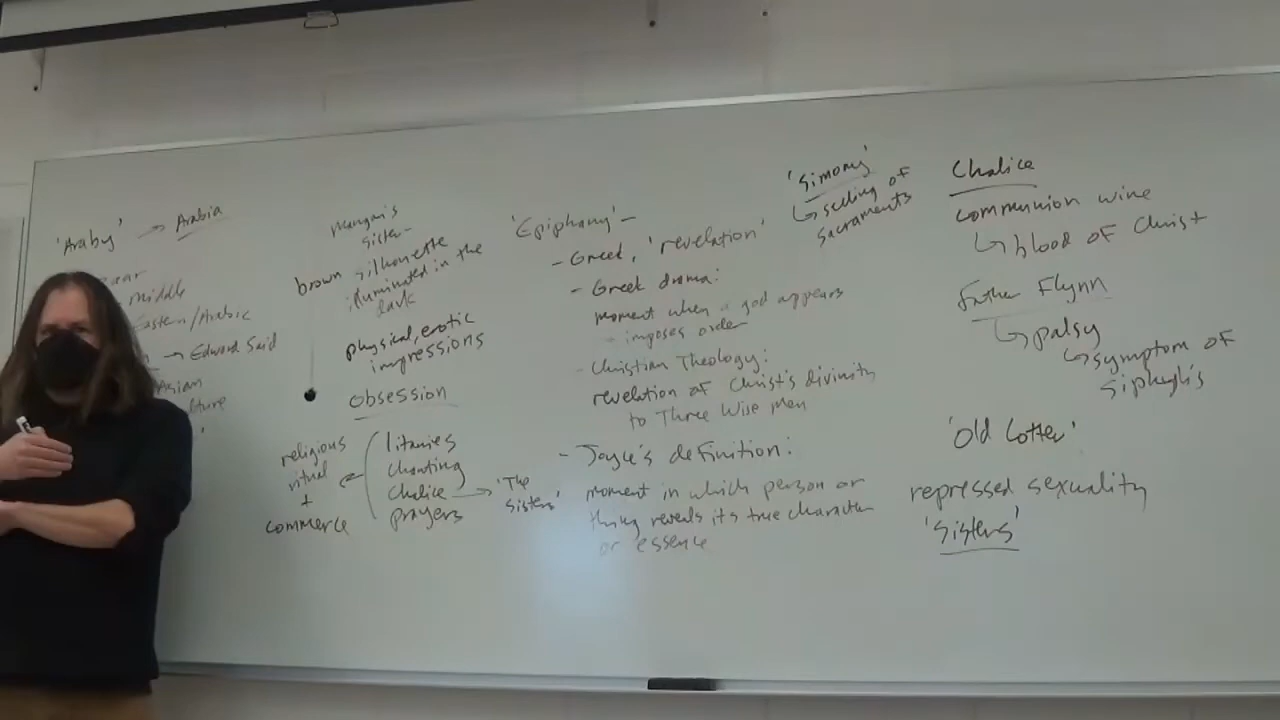 'Araby' → Arabia
Middle
Eastern/Arabic
→ Edward Said
Asian
Mangan's
sister -
brown silhouette
illuminated in the
dark
physical, erotic
impressions
obsession
religious
ritual
+
commerce
litanies
chanting
chalice → 'The
Sisters'
prayers
'Epiphany' -
- Greek, 'revelation'
- Greek drama:
moment when a god appears
+ imposes order
- Christian Theology:
revelation of Christ's divinity
to Three Wise Men
- Joyce's definition:
moment in which person or
thing reveals its true character
or essence
'Simony'
↳ selling of
sacraments
Chalice
communion wine
↳ blood of Christ
Father Flynn
↳ palsy
↳ symptom of
siphylis
'Old Cotter'
repressed sexuality
'Sisters'